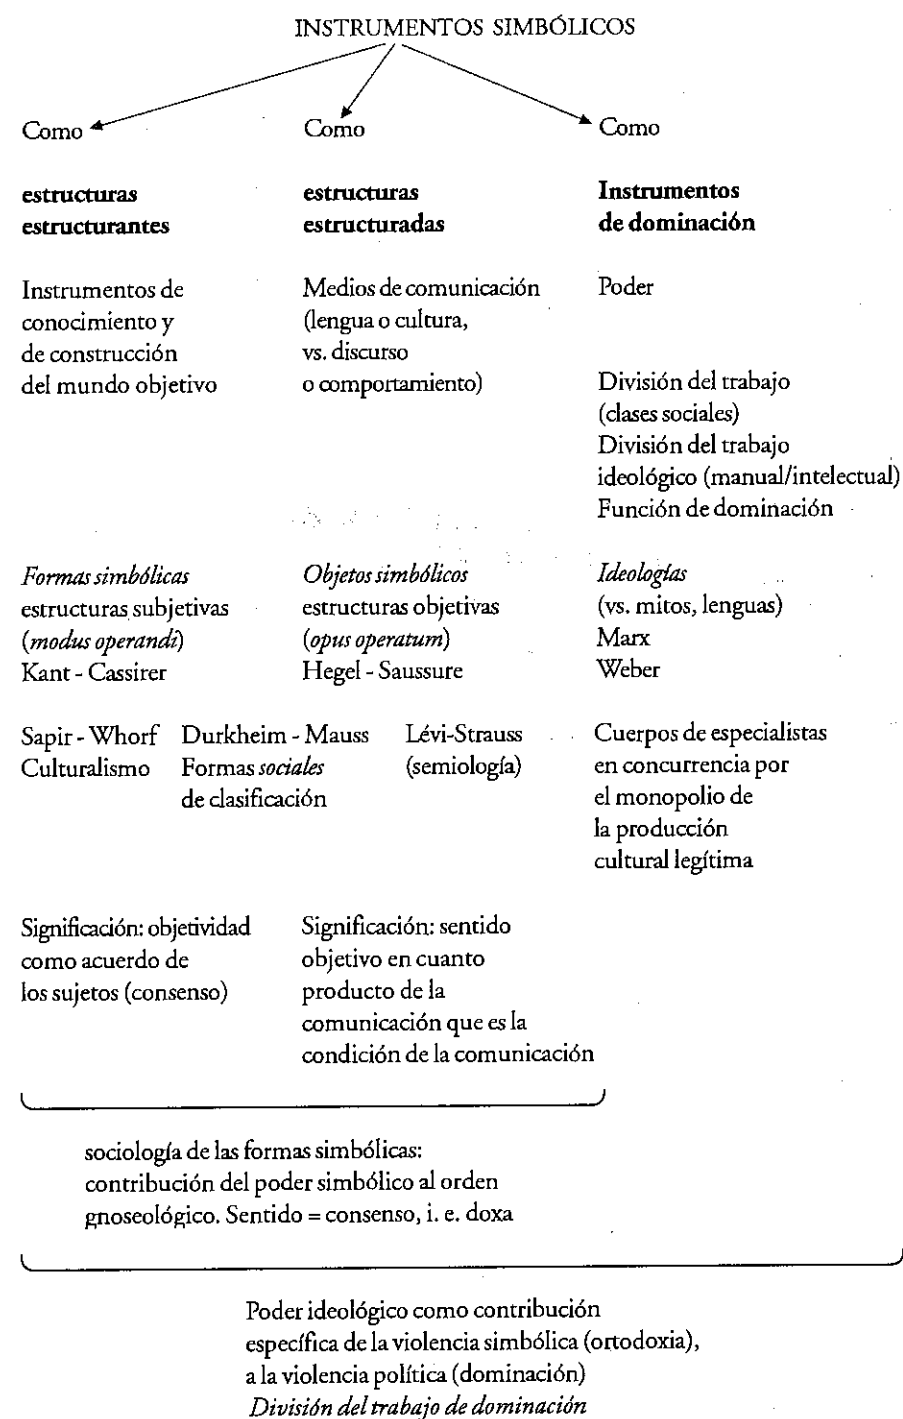 INSTRUMENTOS SIMBÓLICOS
Como
estructuras
estructurantes
Instrumentos de
conocimiento y
de construcción
del mundo objetivo
Formas simbólicas
estructuras subjetivas
(modus operandi)
Kant - Cassirer
Como
estructuras
estructuradas
Medios de comunicación
(lengua o cultura,
vs. discurso
o comportamiento)
Objetos simbólicos
estructuras objetivas
(opus operatum)
Hegel - Saussure
Como
Instrumentos
de dominación
Poder
División del trabajo
(clases sociales)
División del trabajo
ideológico (manual/intelectual)
Función de dominación
Ideologías
(vs. mitos, lenguas)
Marx
Weber
Sapir - Whorf
Culturalismo
Durkheim - Mauss
Formas sociales
de clasificación
Lévi-Strauss
(semiología)
Cuerpos de especialistas
en concurrencia por
el monopolio de
la producción
cultural legítima
Significación: objetividad
como acuerdo de
los sujetos (consenso)
Significación: sentido
objetivo en cuanto
producto de la
comunicación que es la
condición de la comunicación
sociología de las formas simbólicas:
contribución del poder simbólico al orden
gnoseológico. Sentido = consenso, i. e. doxa
Poder ideológico como contribución
específica de la violencia simbólica (ortodoxia),
a la violencia política (dominación)
División del trabajo de dominación